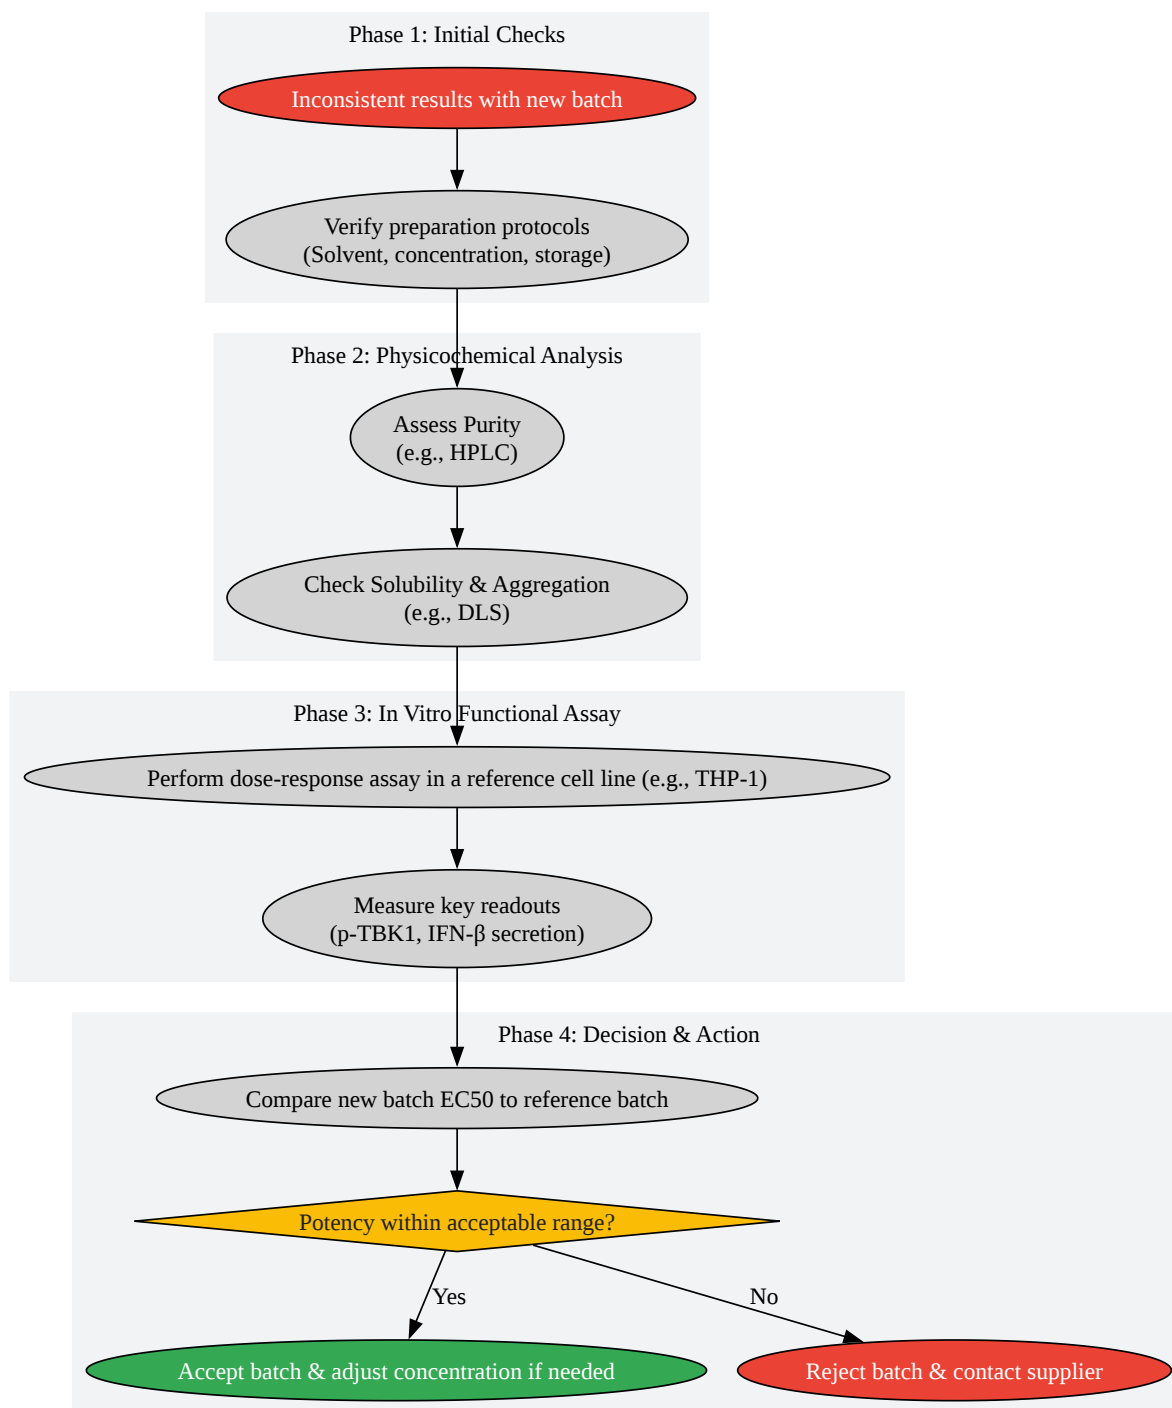 Phase 1: Initial Checks
Inconsistent results with new batch
Verify preparation protocols
(Solvent, concentration, storage)
Phase 2: Physicochemical Analysis
Assess Purity
(e.g., HPLC)
Check Solubility & Aggregation
(e.g., DLS)
Phase 3: In Vitro Functional Assay
Perform dose-response assay in a reference cell line (e.g., THP-1)
Measure key readouts
(p-TBK1, IFN-β secretion)
Phase 4: Decision & Action
Compare new batch EC50 to reference batch
Potency within acceptable range?
Yes
No
Accept batch & adjust concentration if needed
Reject batch & contact supplier